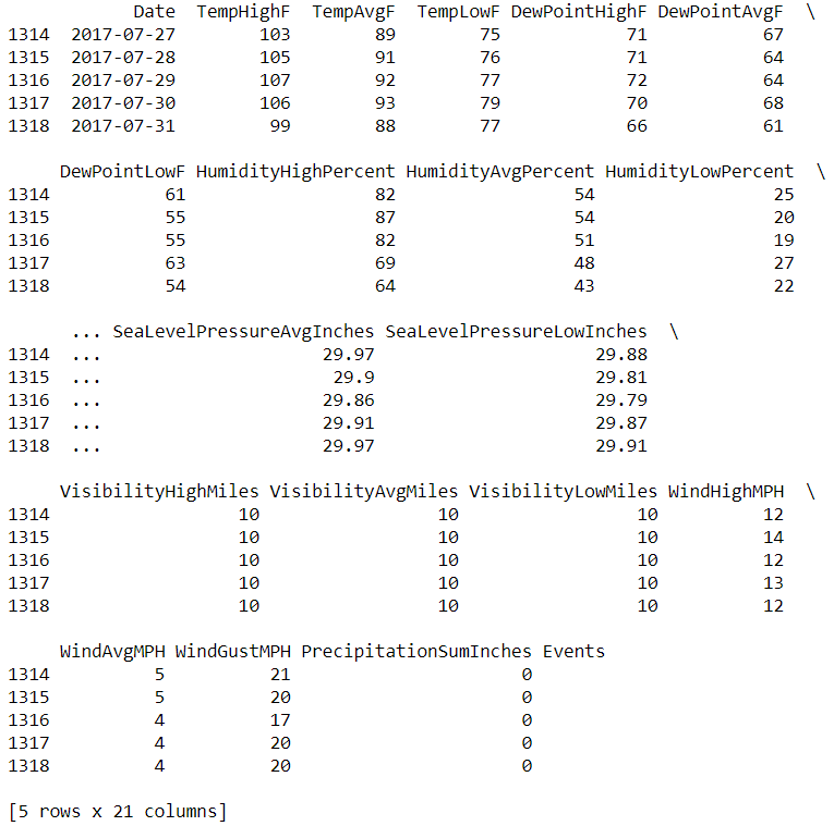 Date TempHighF TempAvgF TempLowF DewPointHighF DewPointAvgF \
1314 2017-07-27 103 89 75 71 67
1315 2017-07-28 105 91 76 71 64
1316 2017-07-29 107 92 77 72 64
1317 2017-07-30 106 93 79 70 68
1318 2017-07-31 99 88 77 66 61
DewPointLowF HumidityHighPercent HumidityAvgPercent HumidityLowPercent \
1314 61 82 54 25
1315 55 87 54 20
1316 55 82 51 19
1317 63 69 48 27
1318 54 64 43 22
... SeaLevelPressureAvgInches SeaLevelPressureLowInches \
1314 ... 29.97 29.88
1315 ... 29.9 29.81
1316 ... 29.86 29.79
1317 ... 29.91 29.87
1318 ... 29.97 29.91
VisibilityHighMiles VisibilityAvgMiles VisibilityLowMiles WindHighMPH \
1314 10 10 10 12
1315 10 10 10 14
1316 10 10 10 12
1317 10 10 10 13
1318 10 10 10 12
WindAvgMPH WindGustMPH PrecipitationSumInches Events
1314 5 21 0
1315 5 20 0
1316 4 17 0
1317 4 20 0
1318 4 20 0
[5 rows x 21 columns]